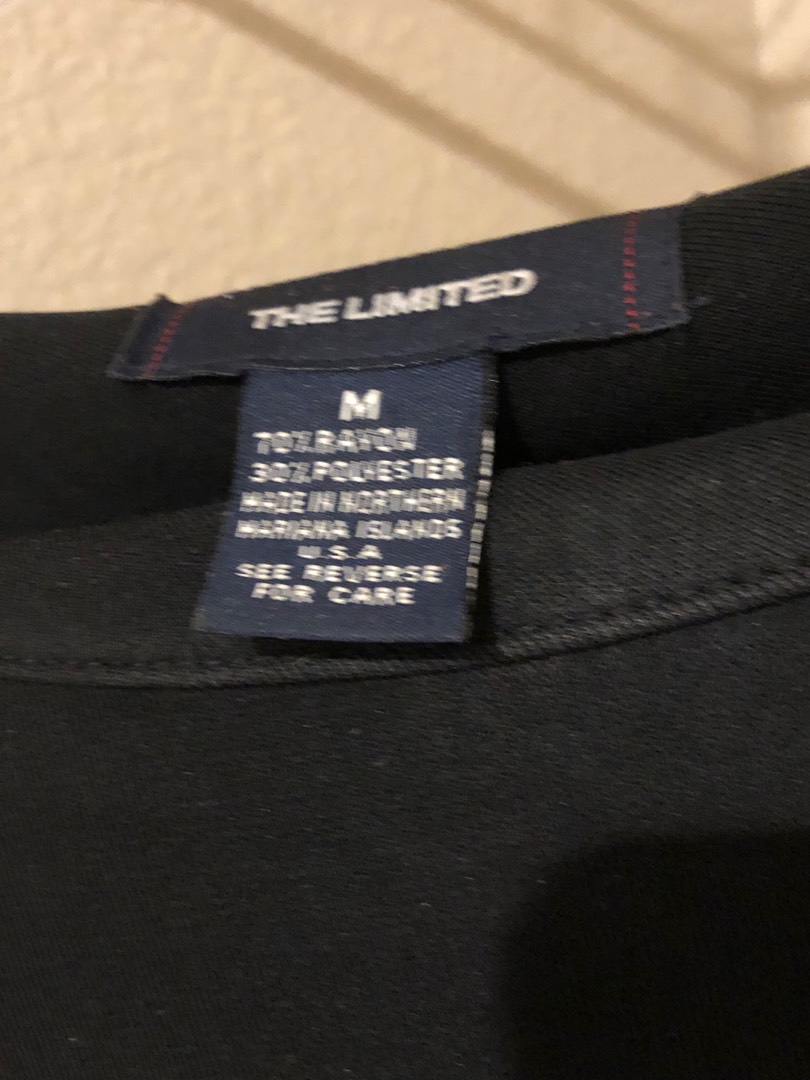 THE LIMITED
M
70% RAYON
30% POLYESTER
MADE IN NORTHERN
MARIANA ISLANDS
U.S.A
SEE REVERSE
FOR CARE